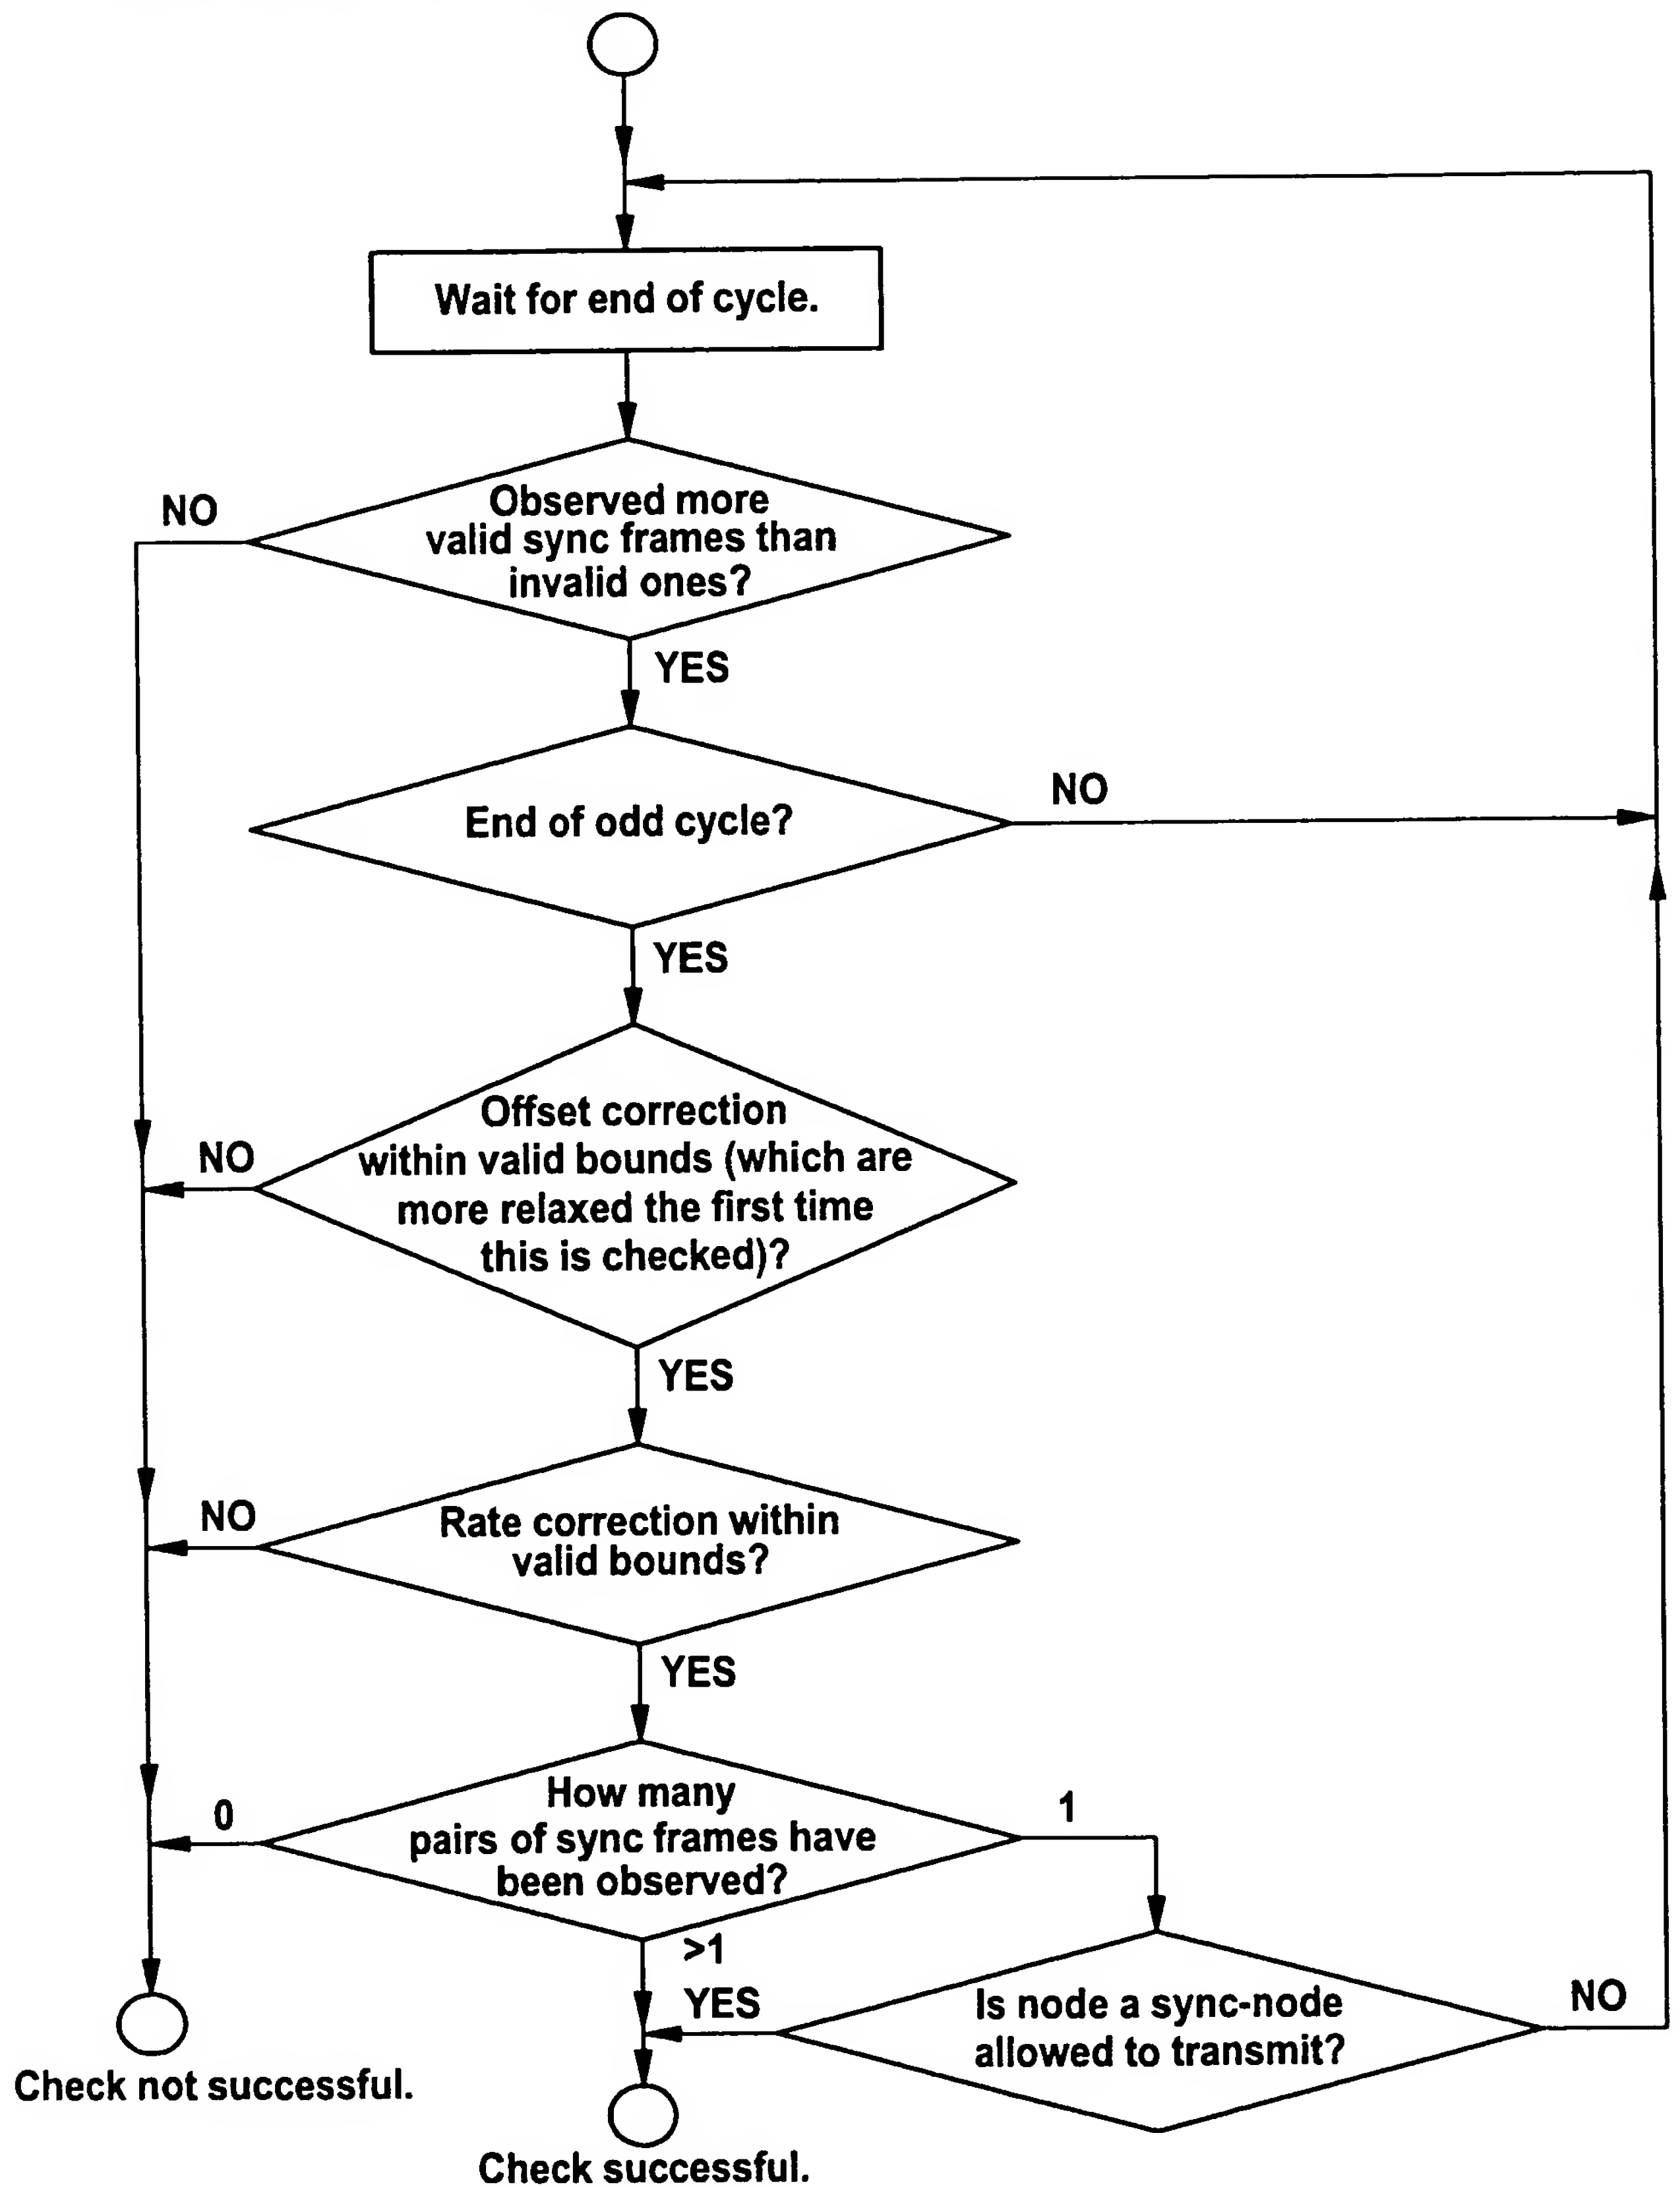 Wait for end of cycle.
NO
Observed more
valid sync frames than
invalid ones?
YES
End of odd cycle?
NO
YES
Offset correction
within valid bounds (which are
more relaxed the first time
this is checked)?
NO
YES
Rate correction within
valid bounds?
NO
YES
How many
pairs of sync frames have
been observed?
0
1
>1
YES
Is node a sync-node
allowed to transmit?
NO
Check not successful.
Check successful.